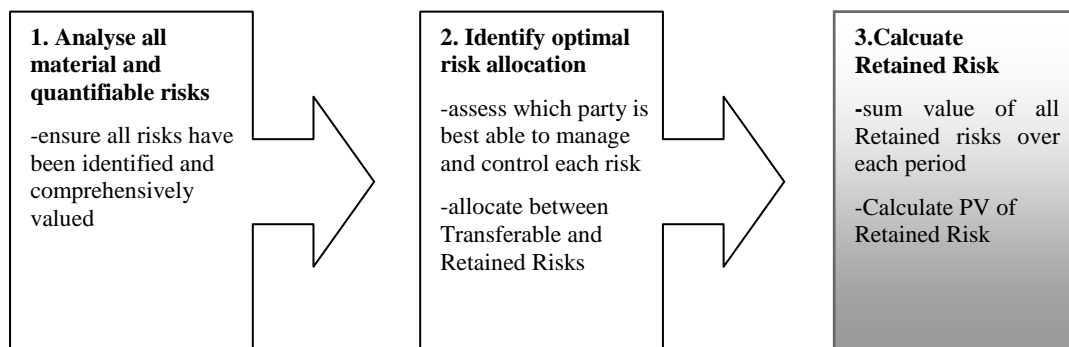 1. Analyse all
material and
quantifiable risks
-ensure all risks have
been identified and
comprehensively
valued
2. Identify optimal
risk allocation
-assess which party is
best able to manage
and control each risk
-allocate between
Transferable and
Retained Risks
3.Calcuate
Retained Risk
-sum value of all
Retained risks over
each period
-Calculate PV of
Retained Risk